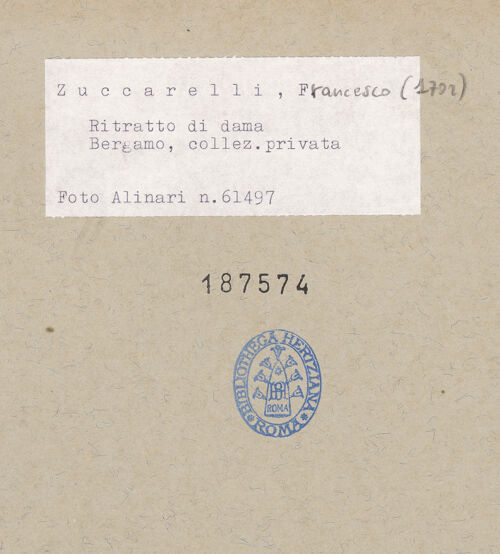 Zuccarelli, Francesco (1702)
Ritratto di dama
Bergamo, collez.privata
Foto Alinari n.61497
187574
BIBLIOTHECA HERTZIANA
ROMA
ROMA